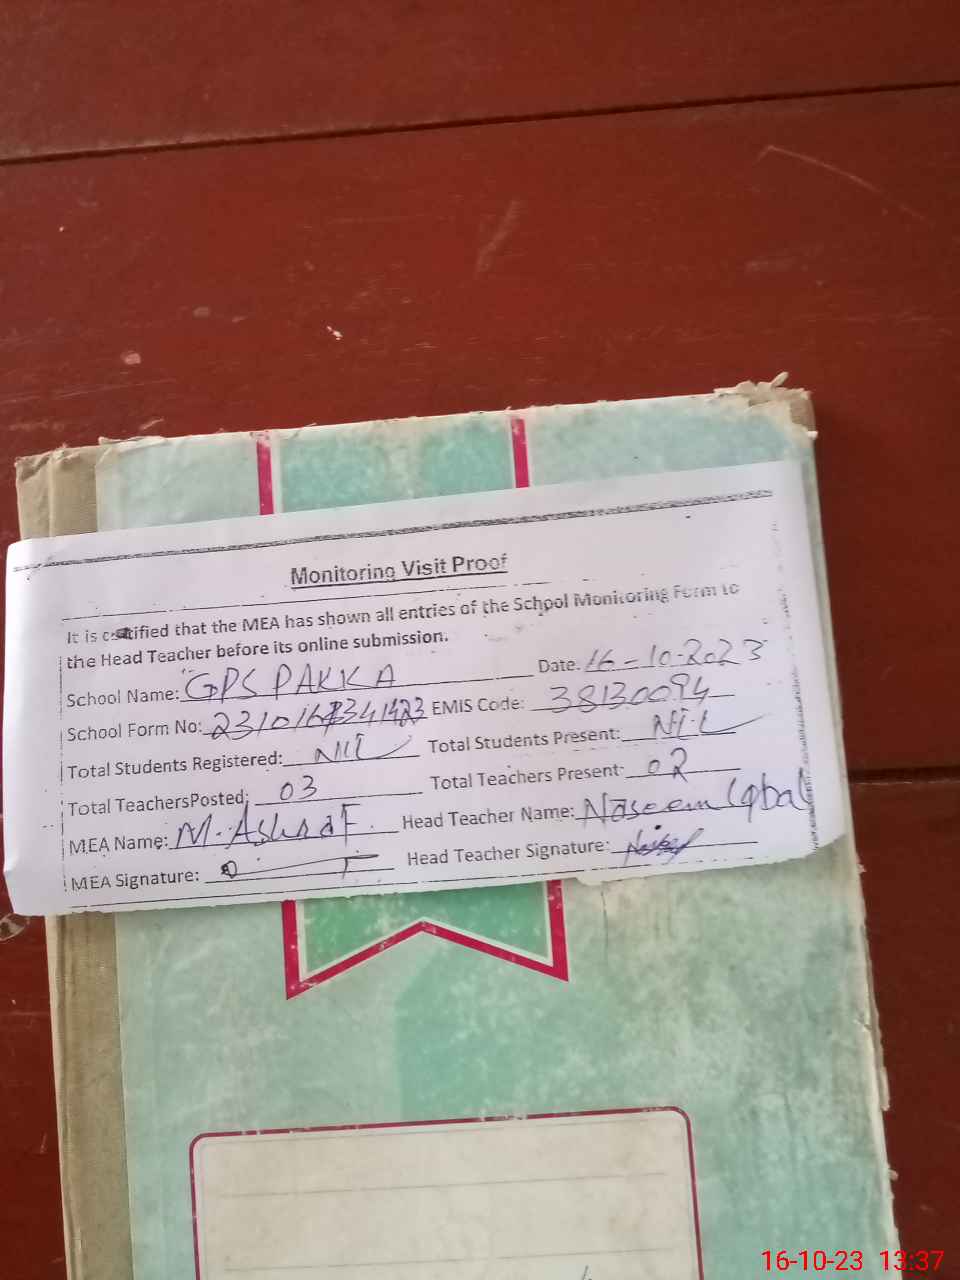 Monitoring Visit Proof
It is certified that the MEA has shown all entries of the School Monitoring Form to
the Head Teacher before its online submission.
School Name: GPS PAKKA Date. 16-10-2023
School Form No: EMIS Code: 38130094
Total Students Registered: NIL Total Students Present: NIL
Total TeachersPosted: 03 Total Teachers Present: 02
MEA Name: M. Ashraf Head Teacher Name: Naseem Iqbal
MEA Signature: Head Teacher Signature:
16-10-23 13:37